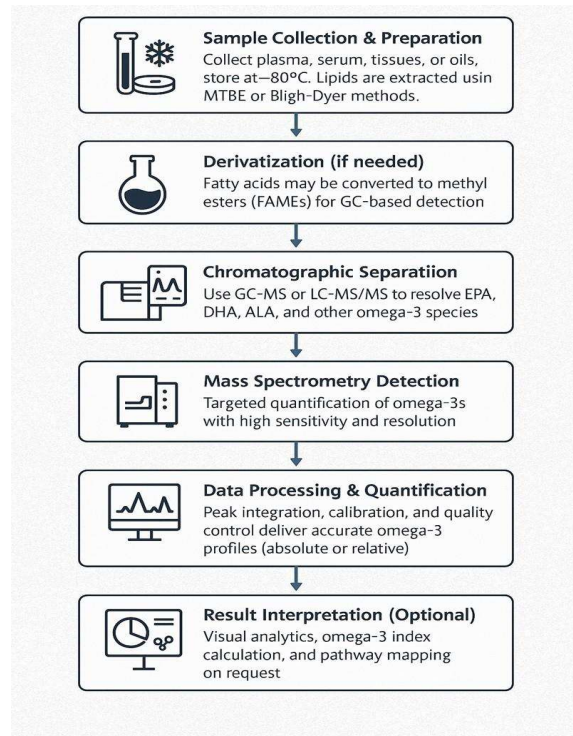 Sample Collection & Preparation
Collect plasma, serum, tissues, or oils,
store at—80°C. Lipids are extracted usin
MTBE or Bligh-Dyer methods.
Derivatization (if needed)
Fatty acids may be converted to methyl
esters (FAMEs) for GC-based detection
Chromatographic Separatiion
Use GC-MS or LC-MS/MS to resolve EPA,
DHA, ALA, and other omega-3 species
Mass Spectrometry Detection
Targeted quantification of omega-3s
with high sensitivity and resolution
Data Processing & Quantification
Peak integration, calibration, and quality
control deliver accurate omega-3
profiles (absolute or relative)
Result Interpretation (Optional)
Visual analytics, omega-3 index
calculation, and pathway mapping
on request